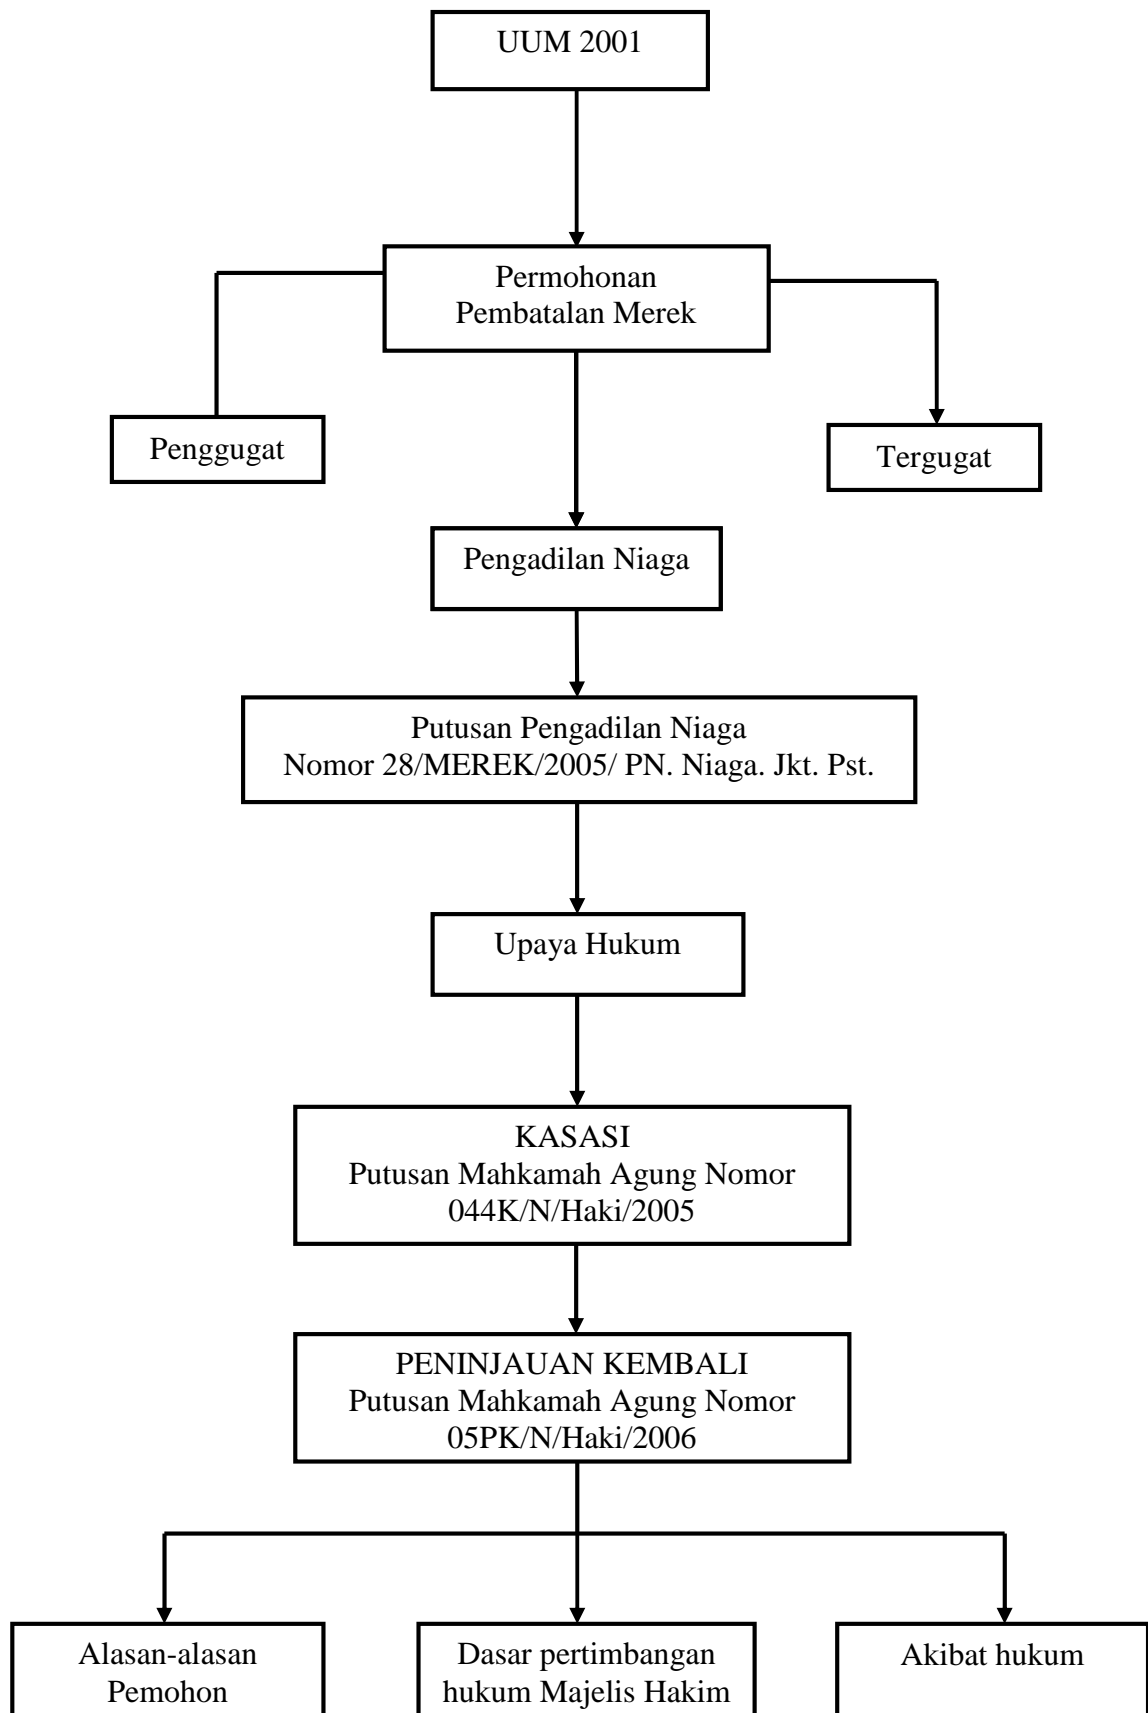 UUM 2001
Permohonan
Pembatalan Merek
Penggugat
Tergugat
Pengadilan Niaga
Putusan Pengadilan Niaga
Nomor 28/MEREK/2005/ PN. Niaga. Jkt. Pst.
Upaya Hukum
KASASI
Putusan Mahkamah Agung Nomor
044K/N/Haki/2005
PENINJAUAN KEMBALI
Putusan Mahkamah Agung Nomor
05PK/N/Haki/2006
Alasan-alasan
Pemohon
Dasar pertimbangan
hukum Majelis Hakim
Akibat hukum